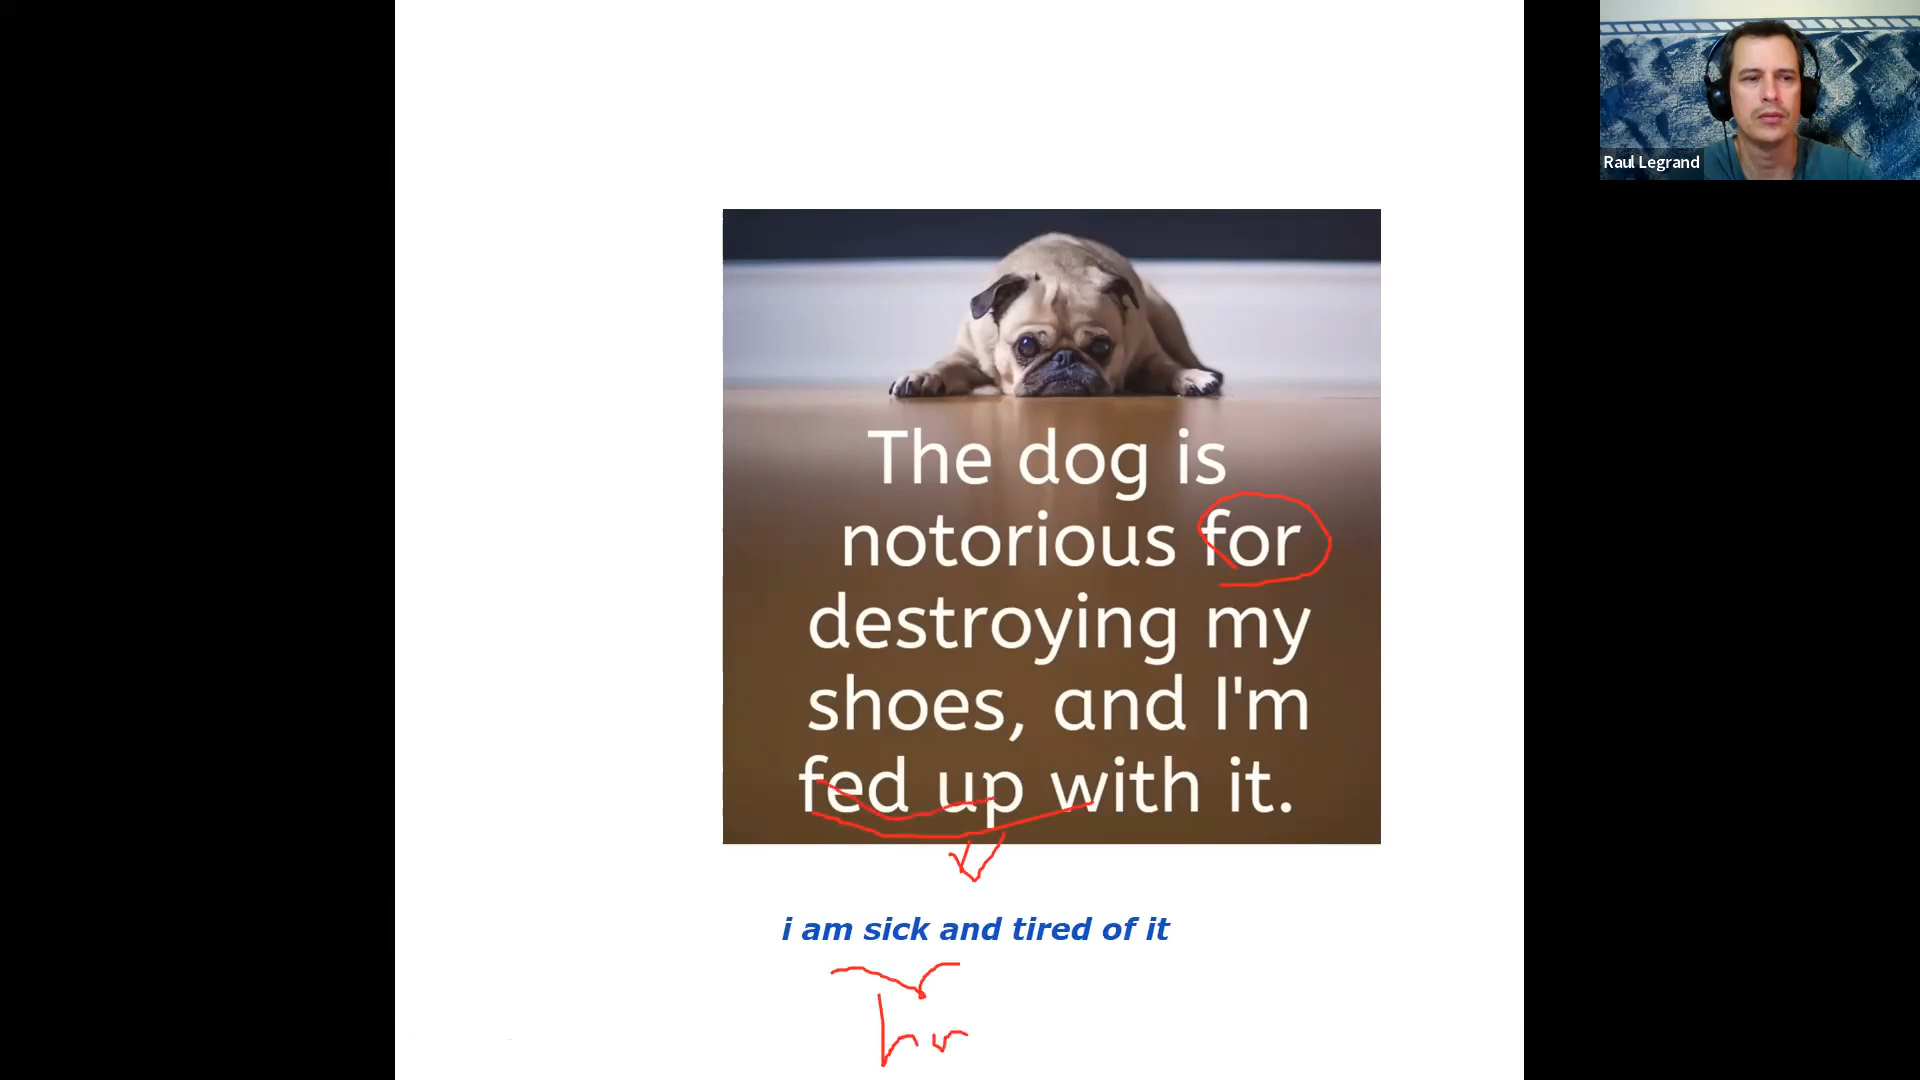 Raul Legrand
The dog is
notorious for
destroying my
shoes, and I'm
fed up with it.
i am sick and tired of it